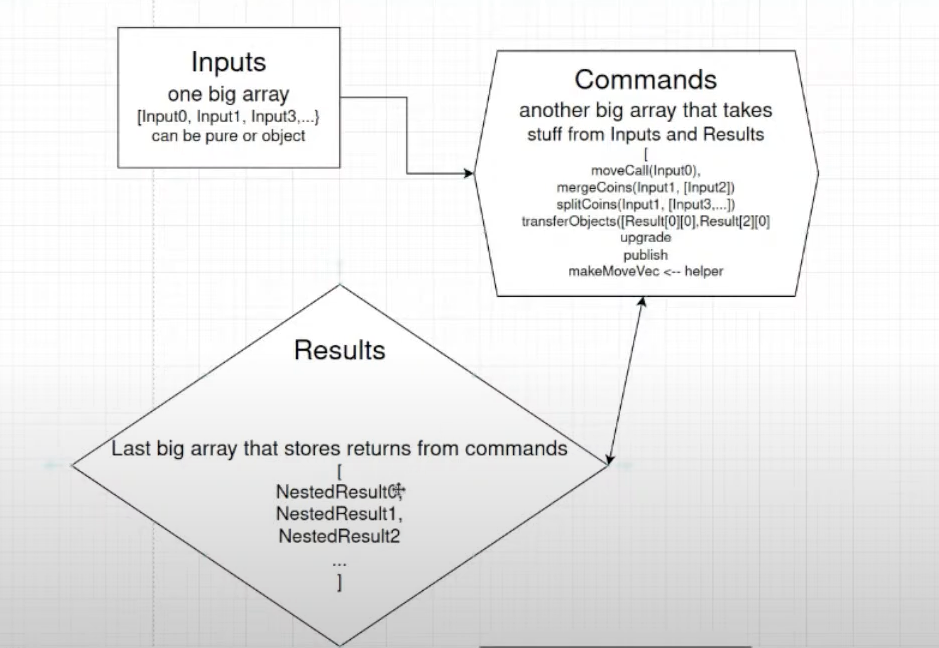 Inputs
one big array
[Input0, Input1, Input3,...}
can be pure or object
Commands
another big array that takes
stuff from Inputs and Results
[
moveCall(Input0),
mergeCoins(Input1, [Input2])
splitCoins(Input1, [Input3,...])
transferObjects([Result[0][0],Result[2][0]
upgrade
publish
makeMoveVec <-- helper
Results
Last big array that stores returns from commands
[
NestedResult0,
NestedResult1,
NestedResult2
...
]